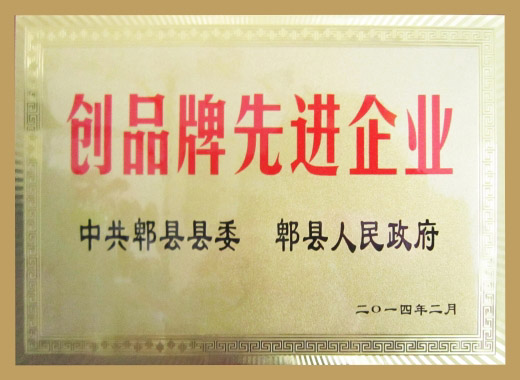 创品牌先进企业
中共郫县县委 郫县人民政府
二〇一四年二月